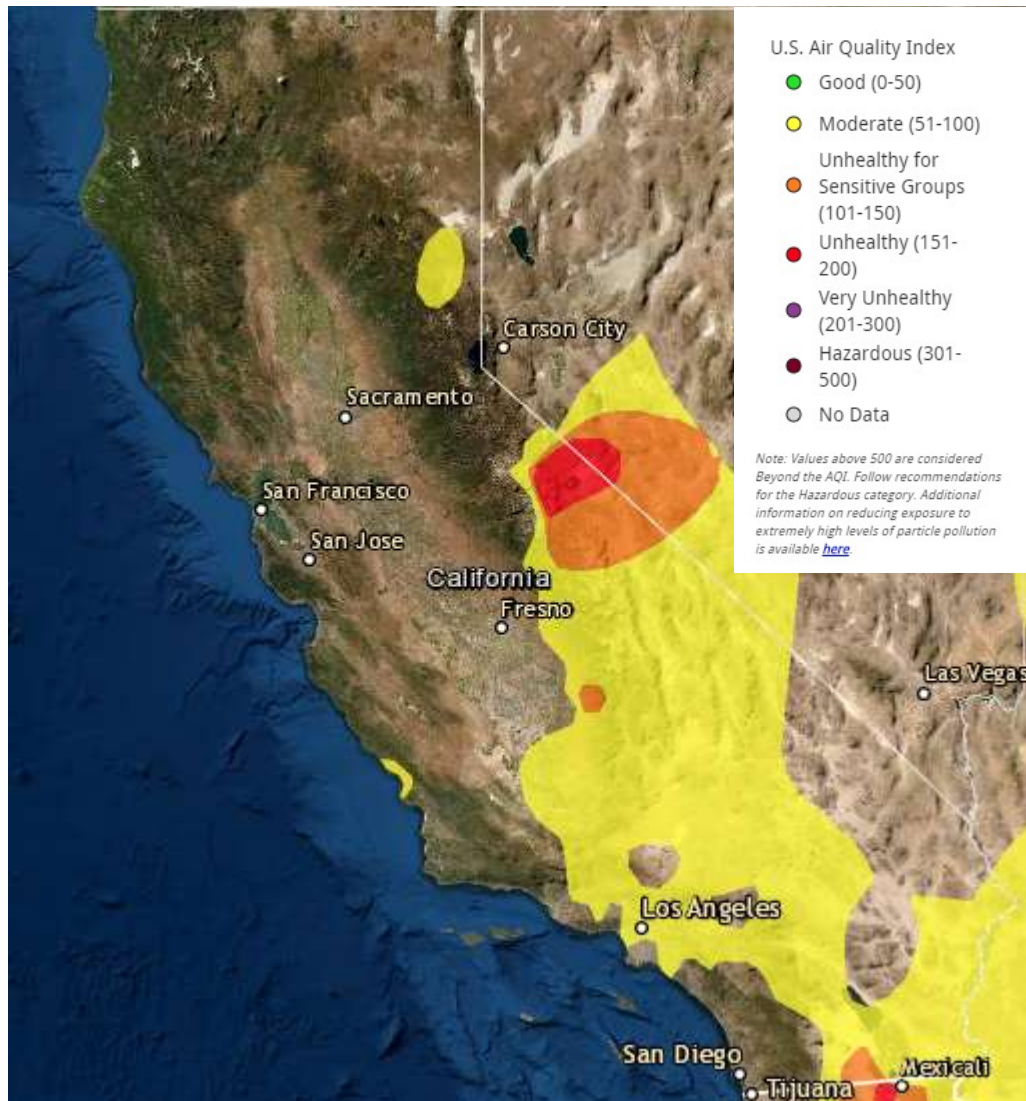 U.S. Air Quality Index
Good (0-50)
Moderate (51-100)
Unhealthy for
Sensitive Groups
(101-150)
Unhealthy (151-
200)
Very Unhealthy
(201-300)
Hazardous (301-
500)
No Data
Note: Values above 500 are considered
Beyond the AQI. Follow recommendations
for the Hazardous category. Additional
information on reducing exposure to
extremely high levels of particle pollution
is available here.
Carson City
Sacramento
San Francisco
San Jose
California
Fresno
Las Vegas
Los Angeles
San Diego
Mexicali
Tijuana